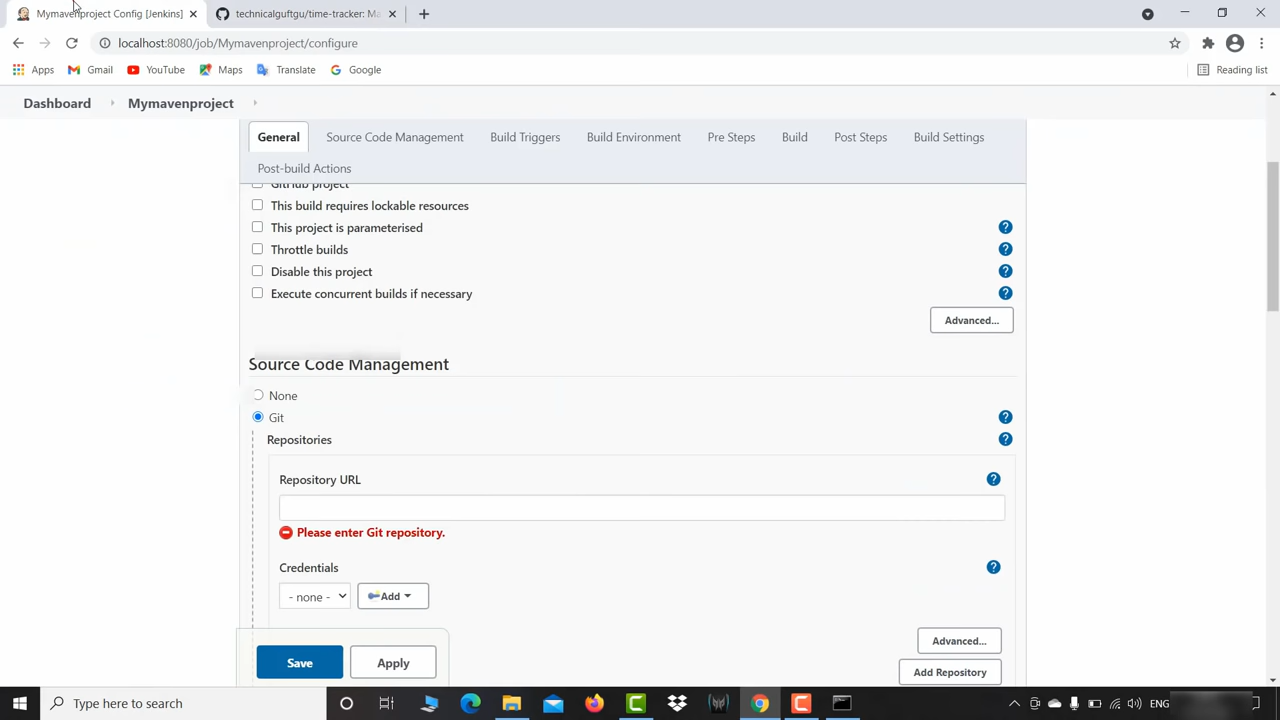 Mymavenproject Config [Jenkins]
technicalguftgu/time-tracker: Ma
localhost:8080/job/Mymavenproject/configure
Apps
Gmail
YouTube
Maps
Translate
Google
Reading list
Dashboard
Mymavenproject
General
Source Code Management
Build Triggers
Build Environment
Pre Steps
Build
Post Steps
Build Settings
Post-build Actions
GitHub project
This build requires lockable resources
This project is parameterised
Throttle builds
Disable this project
Execute concurrent builds if necessary
Advanced...
Source Code Management
None
Git
Repositories
Repository URL
Please enter Git repository.
Credentials
- none -
Add
Advanced...
Save
Apply
Add Repository
Type here to search
ENG